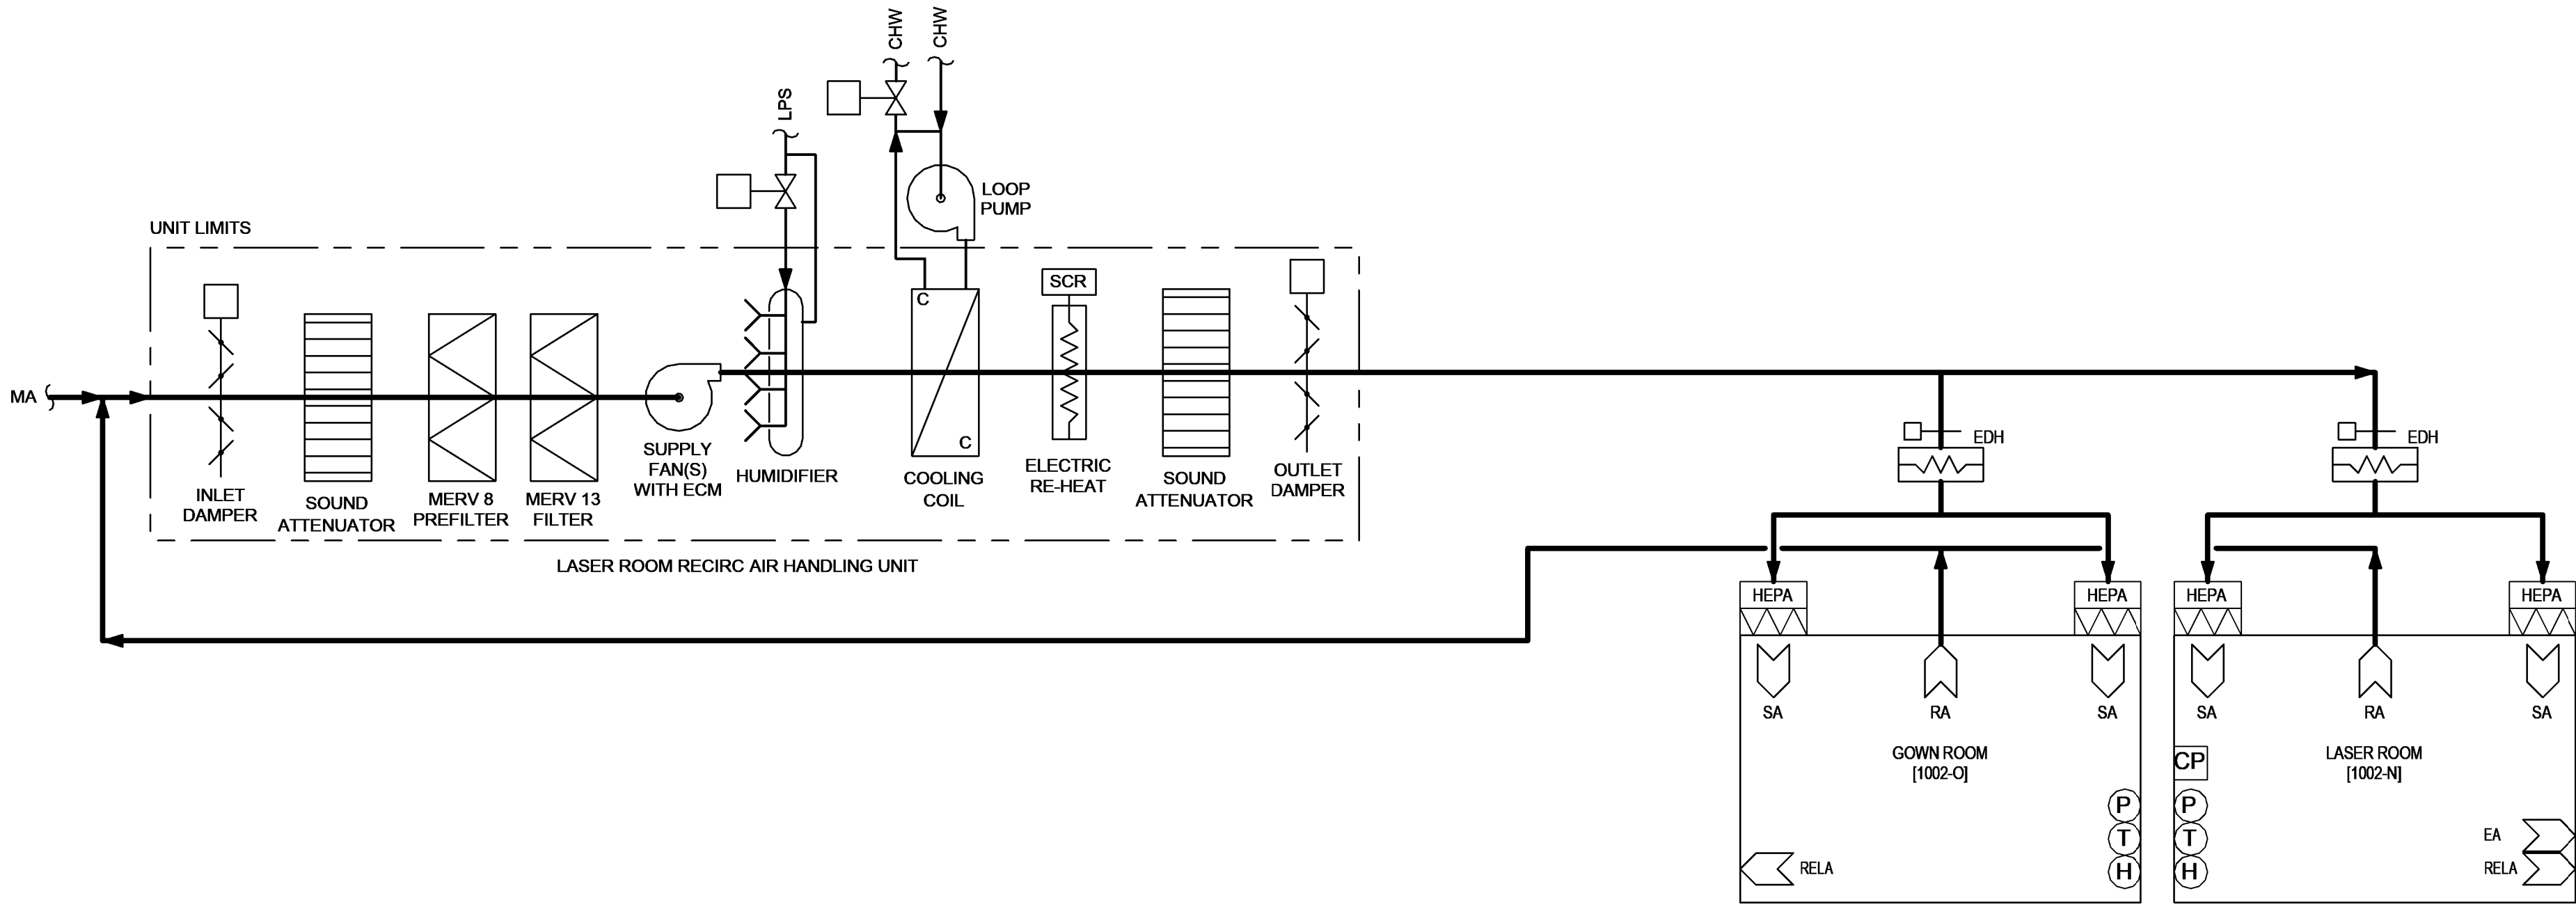 CHW
CHW
LPS
LOOP
PUMP
UNIT LIMITS
SCR
C
C
MA
INLET
DAMPER
SOUND
ATTENUATOR
MERV 8
PREFILTER
MERV 13
FILTER
SUPPLY
FAN(S)
WITH ECM
HUMIDIFIER
COOLING
COIL
ELECTRIC
RE-HEAT
SOUND
ATTENUATOR
OUTLET
DAMPER
LASER ROOM RECIRC AIR HANDLING UNIT
EDH
EDH
HEPA
HEPA
HEPA
HEPA
SA
RA
SA
SA
RA
SA
GOWN ROOM
[1002-O]
LASER ROOM
[1002-N]
CP
P
T
H
P
T
H
RELA
EA
RELA